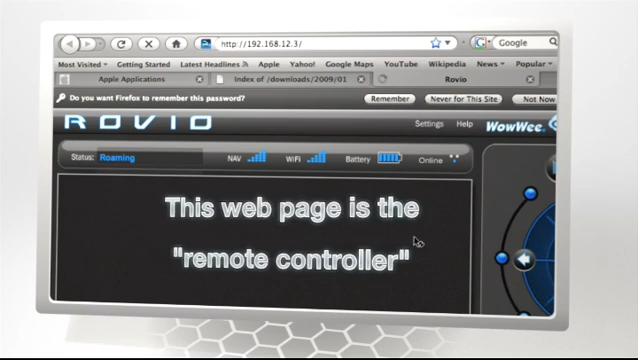 http://192.168.12.3/
Google
Most Visited
Getting Started
Latest Headlines
Apple
Yahoo!
Google Maps
YouTube
Wikipedia
News
Popular
Apple Applications
Index of /downloads/2009/01
Rovio
Do you want Firefox to remember this password?
Remember
Never for This Site
Not Now
ROVIO
Settings
Help
WowWee
Status:
Roaming
NAV
WiFi
Battery
Online
This web page is the
"remote controller"